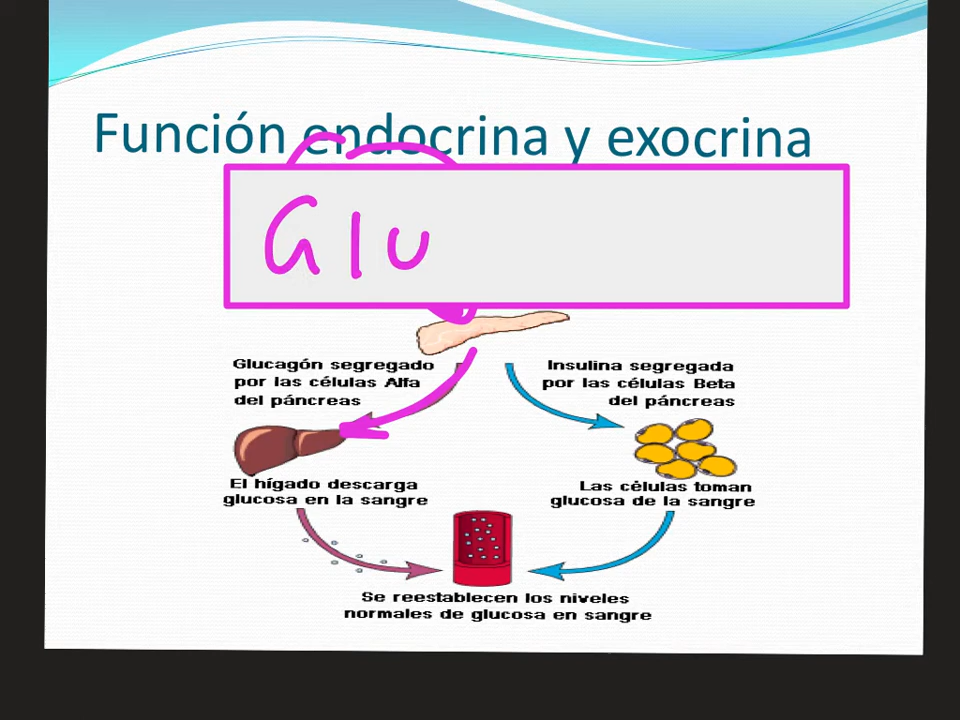 Función endocrina y exocrina
Glu
Glucagón segregado
por las células Alfa
del páncreas
Insulina segregada
por las células Beta
del páncreas
El hígado descarga
glucosa en la sangre
Las células toman
glucosa de la sangre
Se reestablecen los niveles
normales de glucosa en sangre